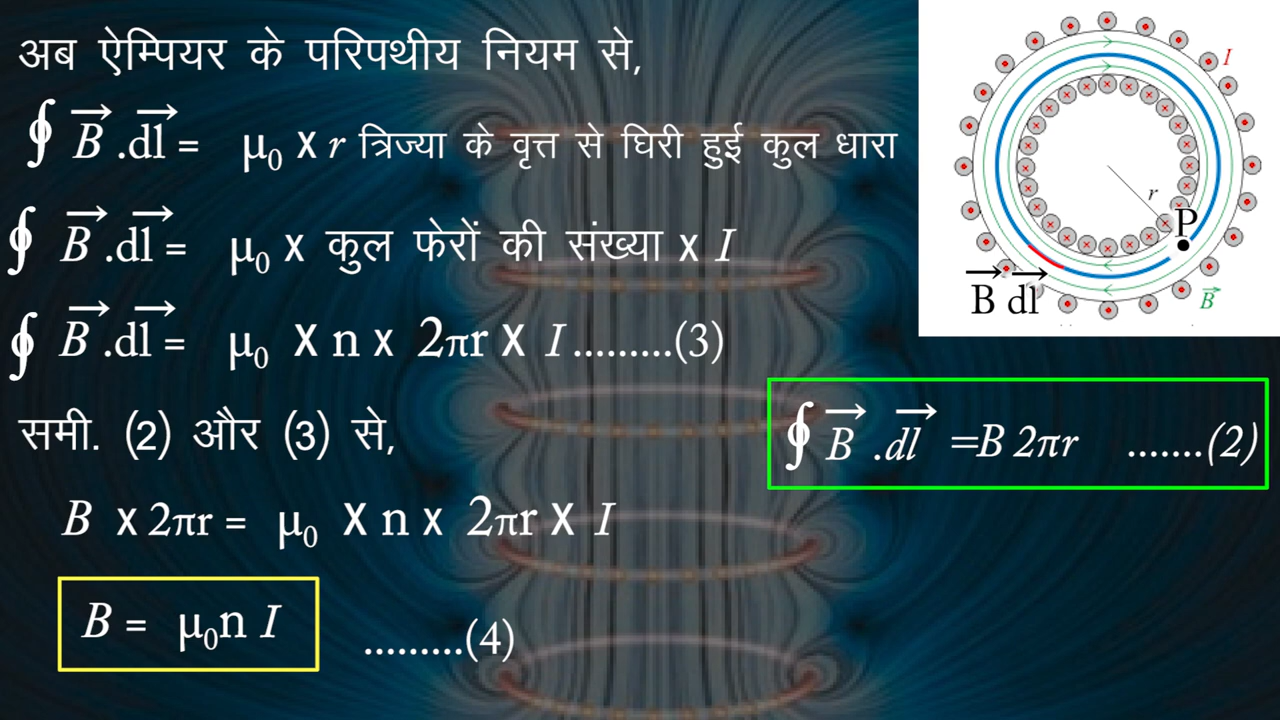 अब ऐम्पियर के परिपथीय नियम से,
∮ B⃗ .dl⃗ = μ₀ x r त्रिज्या के वृत्त से घिरी हुई कुल धारा
∮ B⃗ .dl⃗ = μ₀ x कुल फेरों की संख्या x I
∮ B⃗ .dl⃗ = μ₀ x n x 2πr x I.........(3)
समी. (2) और (3) से,
B x 2πr = μ₀ x n x 2πr x I
B = μ₀n I .........(4)
I
r
P
B⃗ dl⃗
B⃗
∮ B⃗ .dl⃗ =B 2πr .......(2)